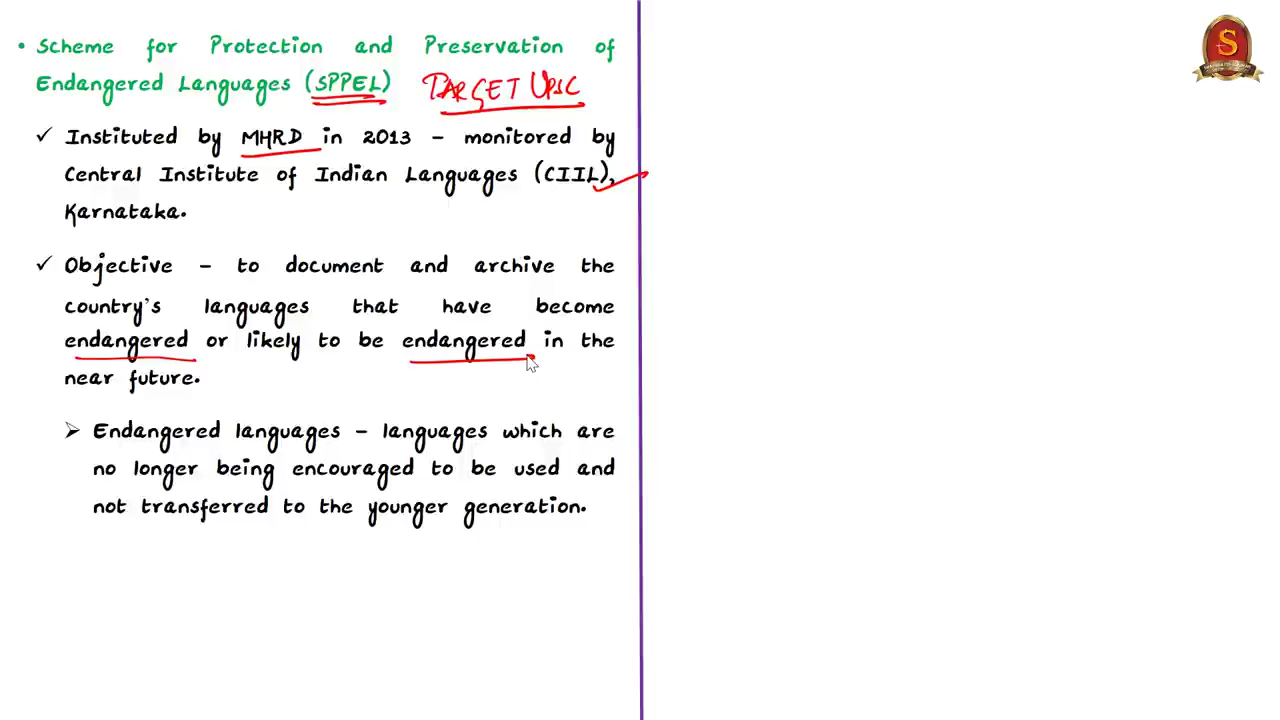 • Scheme for Protection and Preservation of
Endangered Languages (SPPEL) TARGET UPSC
✓ Instituted by MHRD in 2013 – monitored by
Central Institute of Indian Languages (CIIL),
Karnataka.
✓ Objective – to document and archive the
country's languages that have become
endangered or likely to be endangered in the
near future.
➢ Endangered languages – languages which are
no longer being encouraged to be used and
not transferred to the younger generation.
S